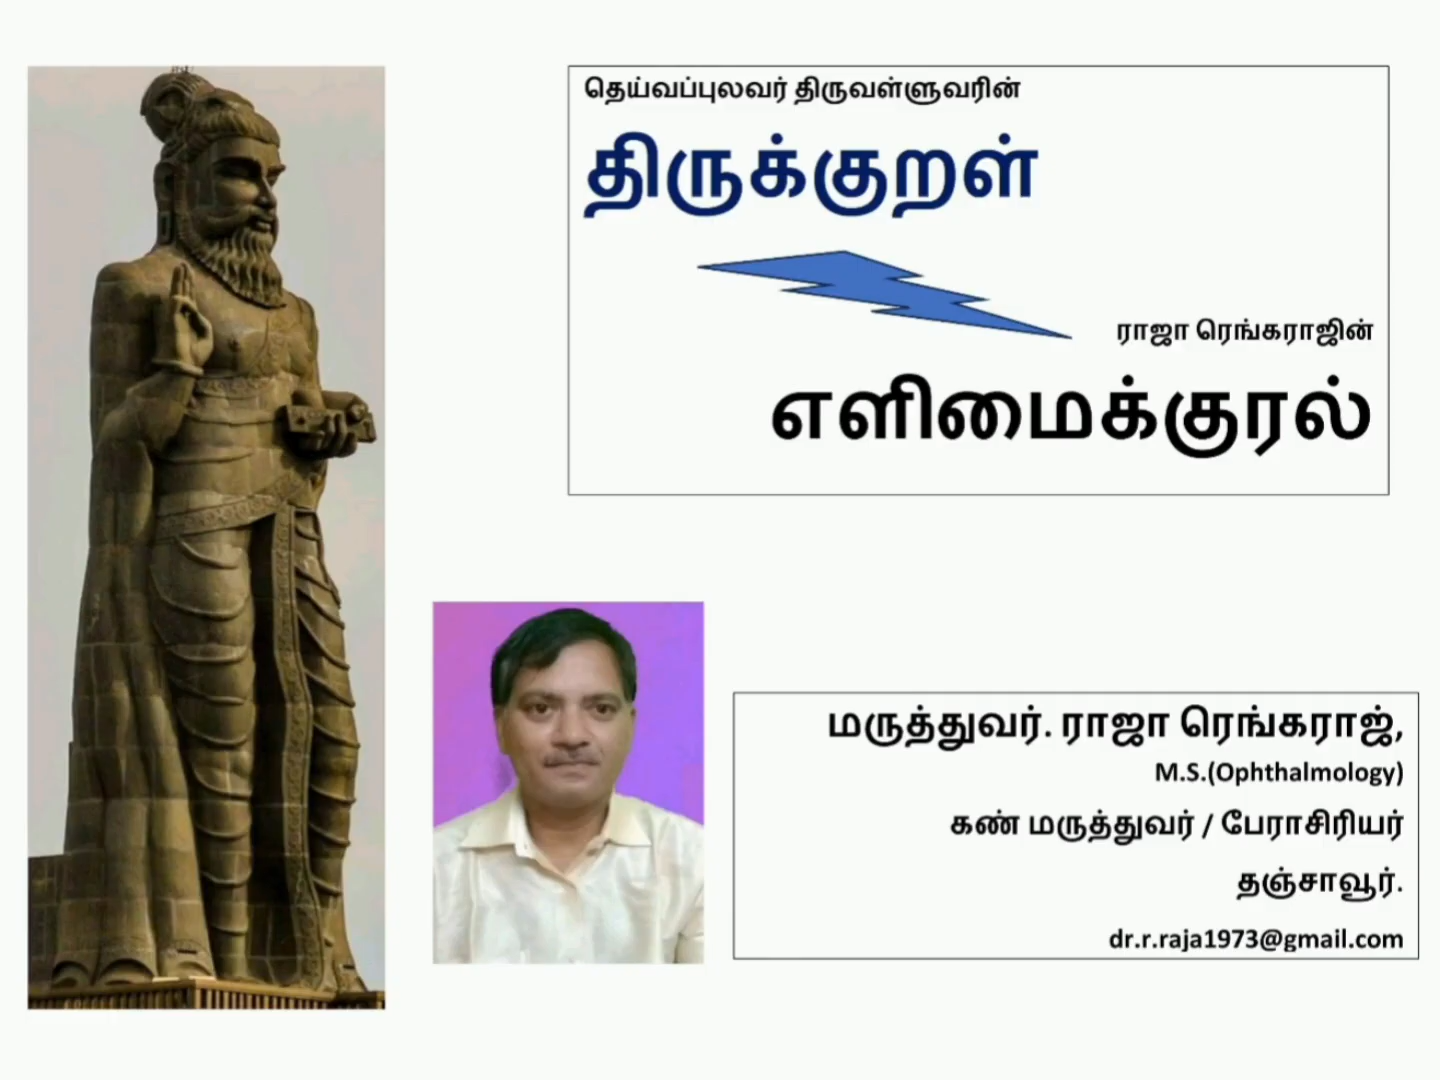 தெய்வப்புலவர் திருவள்ளுவரின்
திருக்குறள்
ராஜா ரெங்கராஜின்
எளிமைக்குரல்
மருத்துவர். ராஜா ரெங்கராஜ்,
M.S.(Ophthalmology)
கண் மருத்துவர் / பேராசிரியர்
தஞ்சாவூர்.
dr.r.raja1973@gmail.com